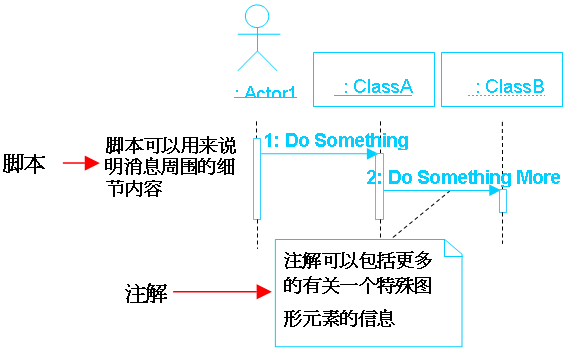 : Actor1
: ClassA
: ClassB
1: Do Something
2: Do Something More
脚本
脚本可以用来说
明消息周围的细
节内容
注解
注解可以包括更多
的有关一个特殊图
形元素的信息